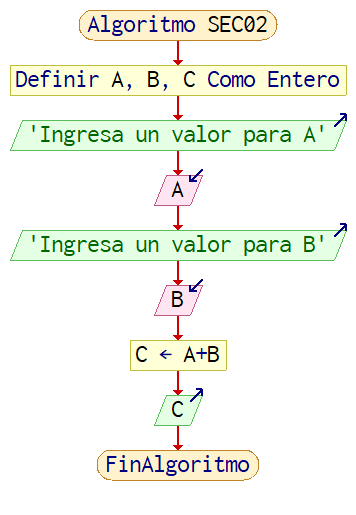 Algoritmo SEC02
Definir A, B, C Como Entero
'Ingresa un valor para A'
A
'Ingresa un valor para B'
B
C ← A+B
C
FinAlgoritmo